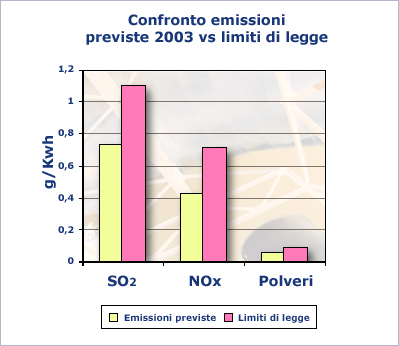 Confronto emissioni
previste 2003 vs limiti di legge
g/Kwh
1,2
1
0,8
0,6
0,4
0,2
0
SO2 NOx Polveri
Emissioni previste Limiti di legge